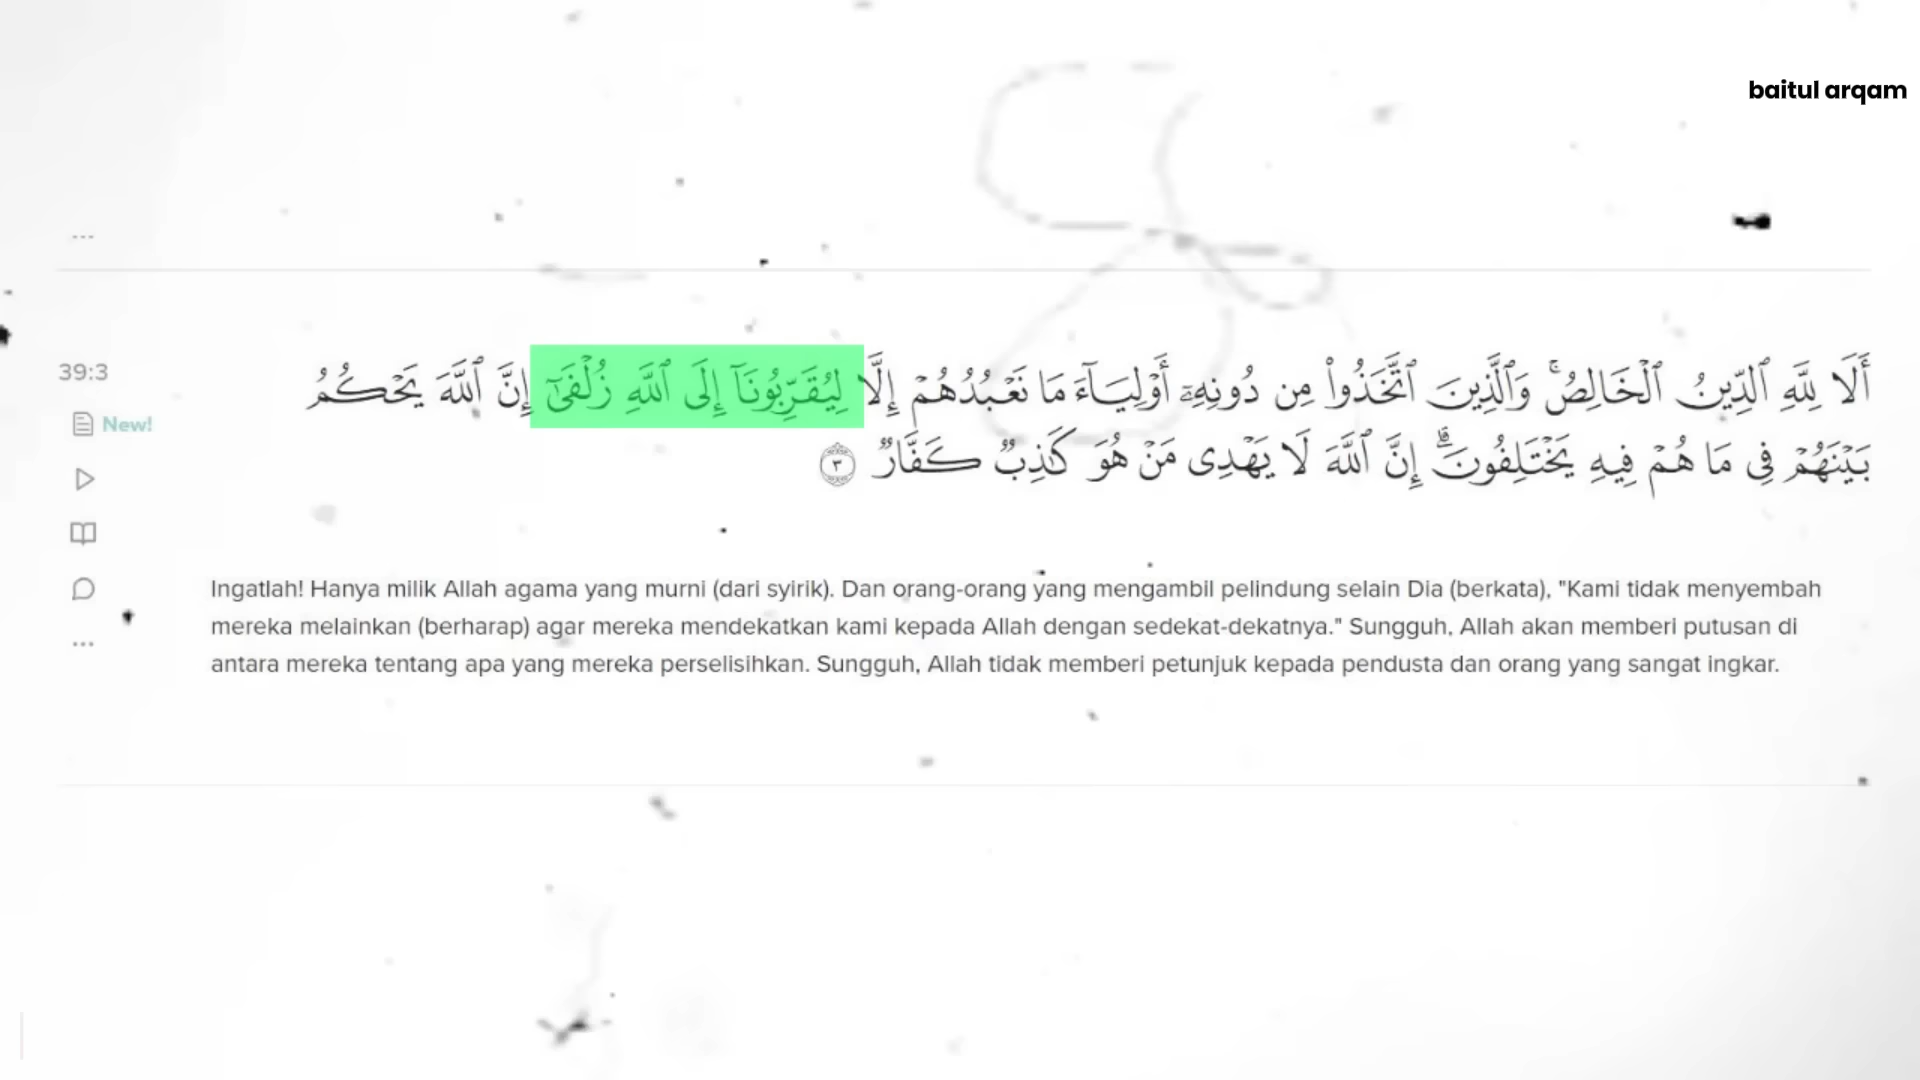 baitul arqam
39:3
New!
أَلَا لِلَّهِ ٱلدِّينُ ٱلْخَالِصُ ۚ وَٱلَّذِينَ ٱتَّخَذُوا۟ مِن دُونِهِۦٓ أَوْلِيَآءَ مَا نَعْبُدُهُمْ إِلَّا لِيُقَرِّبُونَآ إِلَى ٱللَّهِ زُلْفَىٰٓ إِنَّ ٱللَّهَ يَحْكُمُ
بَيْنَهُمْ فِى مَا هُمْ فِيهِ يَخْتَلِفُونَ ۗ إِنَّ ٱللَّهَ لَا يَهْدِى مَنْ هُوَ كَـٰذِبٌ كَفَّارٌ ٣
Ingatlah! Hanya milik Allah agama yang murni (dari syirik). Dan orang-orang yang mengambil pelindung selain Dia (berkata), "Kami tidak menyembah
mereka melainkan (berharap) agar mereka mendekatkan kami kepada Allah dengan sedekat-dekatnya." Sungguh, Allah akan memberi putusan di
antara mereka tentang apa yang mereka perselisihkan. Sungguh, Allah tidak memberi petunjuk kepada pendusta dan orang yang sangat ingkar.